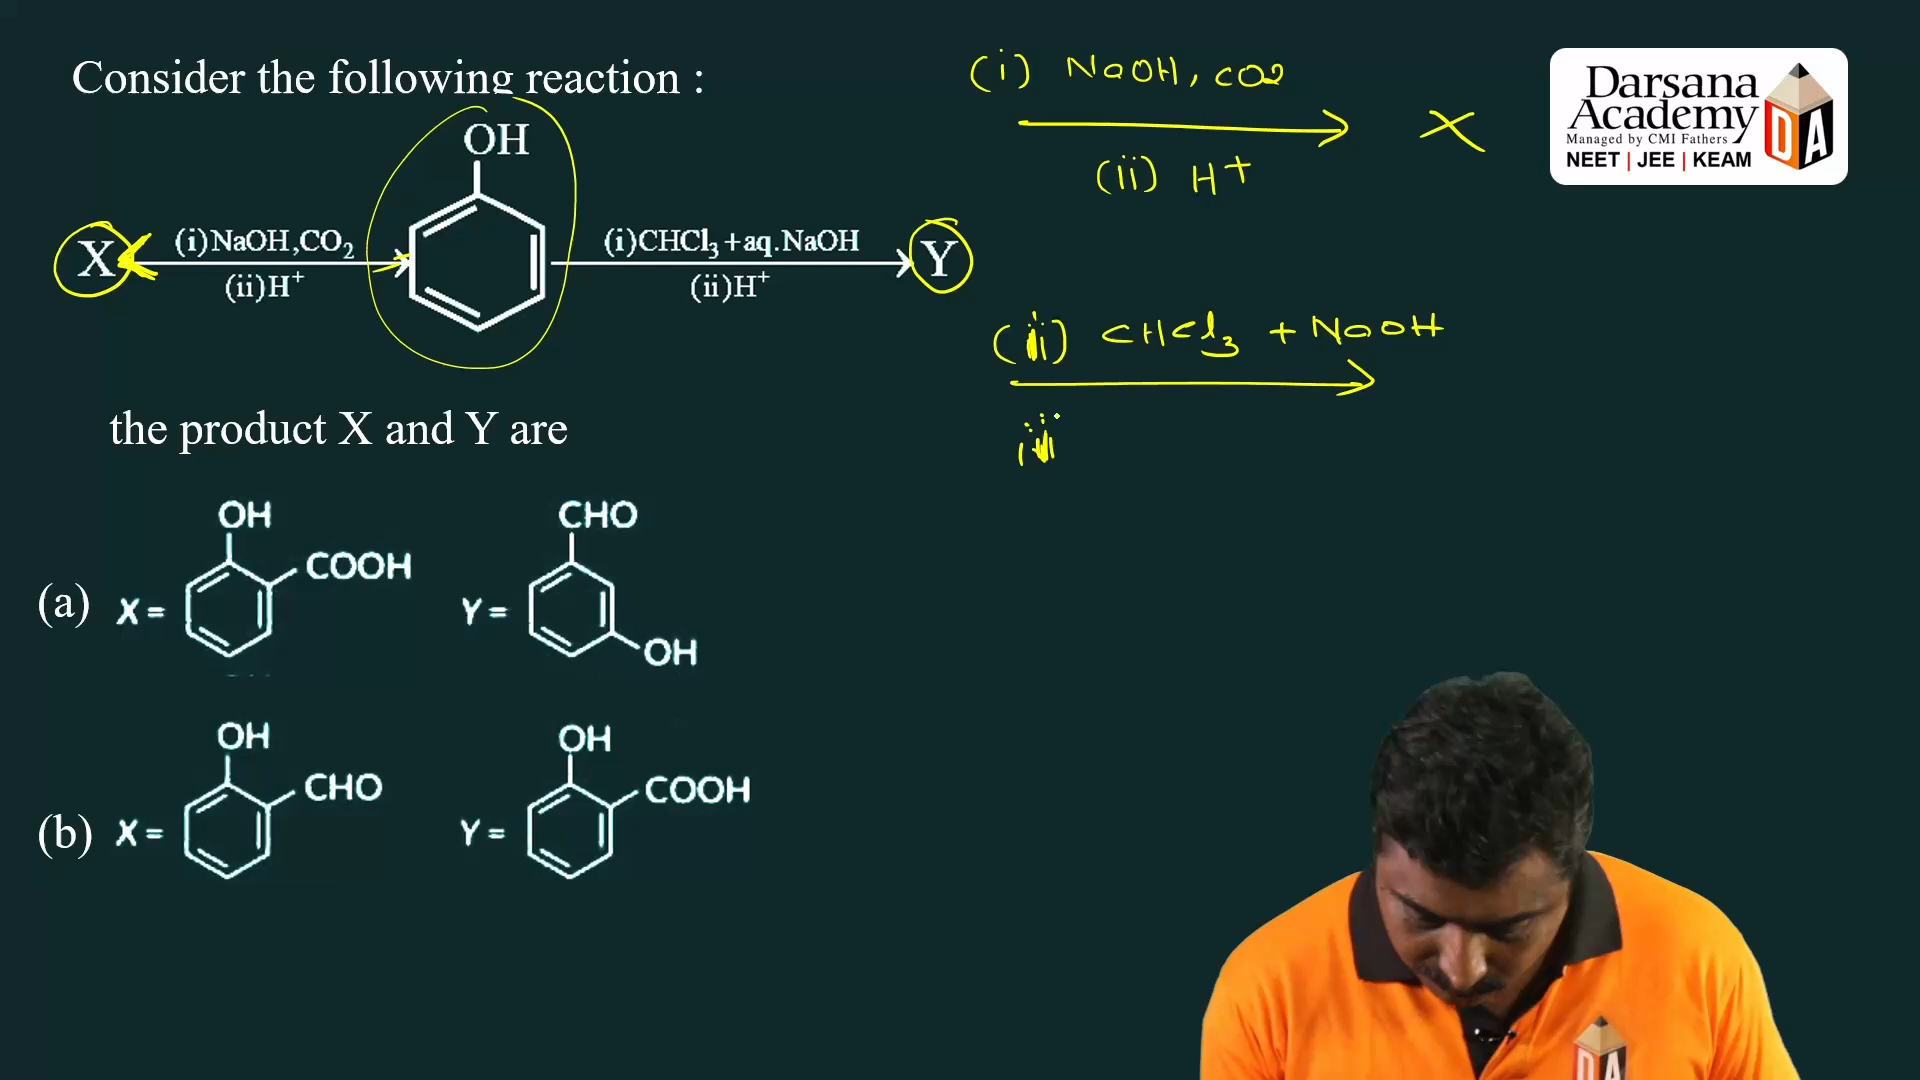 Consider the following reaction :
(i) NaOH, CO2
X
(ii) H+
Darsana
Academy
Managed by CMI Fathers
NEET | JEE | KEAM
DA
OH
X
(i)NaOH,CO2
(ii)H+
(i)CHCl3+aq.NaOH
(ii)H+
Y
CHCl3 + NaOH
the product X and Y are
(a) X =
OH
COOH
Y =
CHO
OH
(b) X =
OH
CHO
Y =
OH
COOH
DA